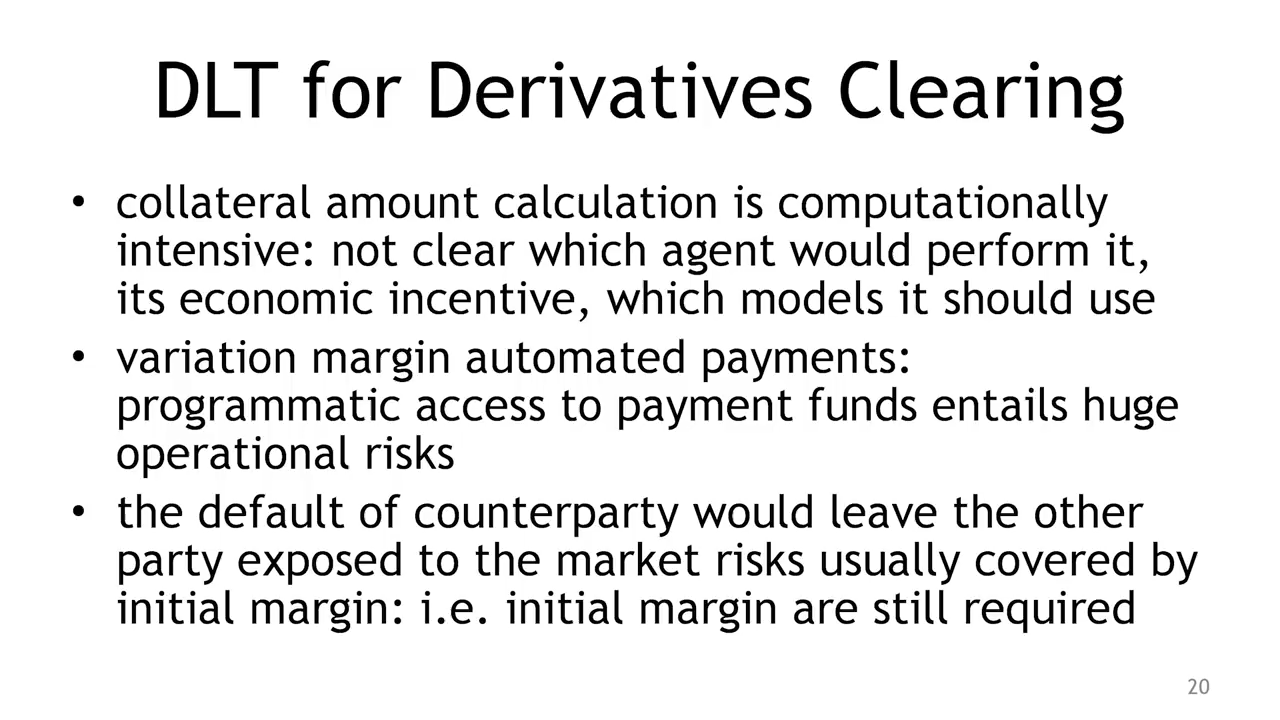 DLT for Derivatives Clearing
• collateral amount calculation is computationally
intensive: not clear which agent would perform it,
its economic incentive, which models it should use
• variation margin automated payments:
programmatic access to payment funds entails huge
operational risks
• the default of counterparty would leave the other
party exposed to the market risks usually covered by
initial margin: i.e. initial margin are still required
20